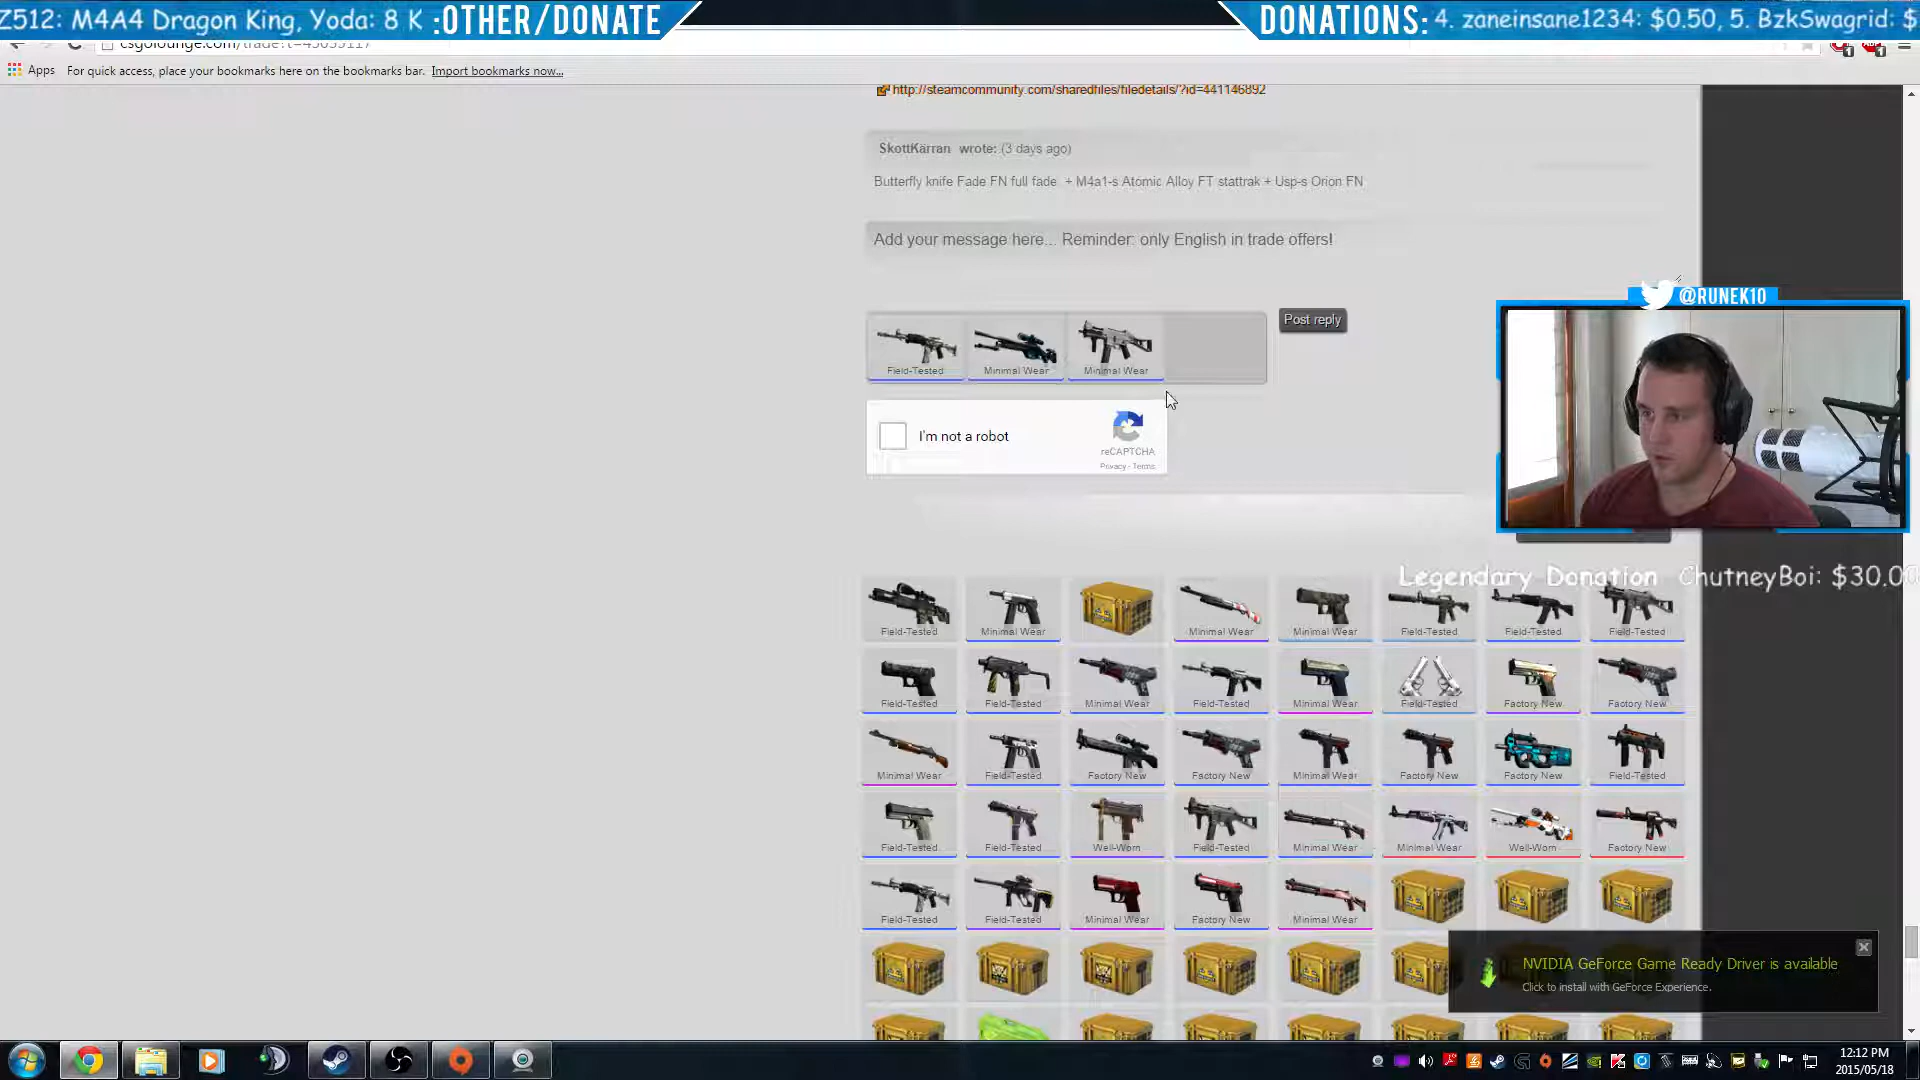 Z512: M4A4 Dragon King, Yoda: 8 K :OTHER/DONATE
DONATIONS: 4. zaneinsane1234: $0.50, 5. BzkSwagrid: $
csgolounge.com/trade?t=
Apps For quick access, place your bookmarks here on the bookmarks bar. Import bookmarks now...
http://steamcommunity.com/sharedfiles/filedetails/?id=441146892
SkottKärran wrote: (3 days ago)
Butterfly knife Fade FN full fade. + M4a1-s Atomic Alloy FT stattrak + Usp-s Orion FN
Add your message here... Reminder: only English in trade offers!
@RUNEK10
Post reply
Field-Tested Minimal Wear Minimal Wear
I'm not a robot
reCAPTCHA
Privacy - Terms
Legendary Donation ChutneyBoi: $30.00
Field-Tested Minimal Wear Minimal Wear Minimal Wear Field-Tested Field-Tested Field-Tested
Field-Tested Field-Tested Minimal Wear Field-Tested Minimal Wear Field-Tested Factory New Factory New
Minimal Wear Field-Tested Factory New Factory New Minimal Wear Factory New Factory New Field-Tested
Field-Tested Field-Tested Well-Worn Field-Tested Minimal Wear Minimal Wear Well-Worn Factory New
Field-Tested Field-Tested Minimal Wear Factory New Minimal Wear
NVIDIA GeForce Game Ready Driver is available
Click to install with GeForce Experience.
12:12 PM
2015/05/18